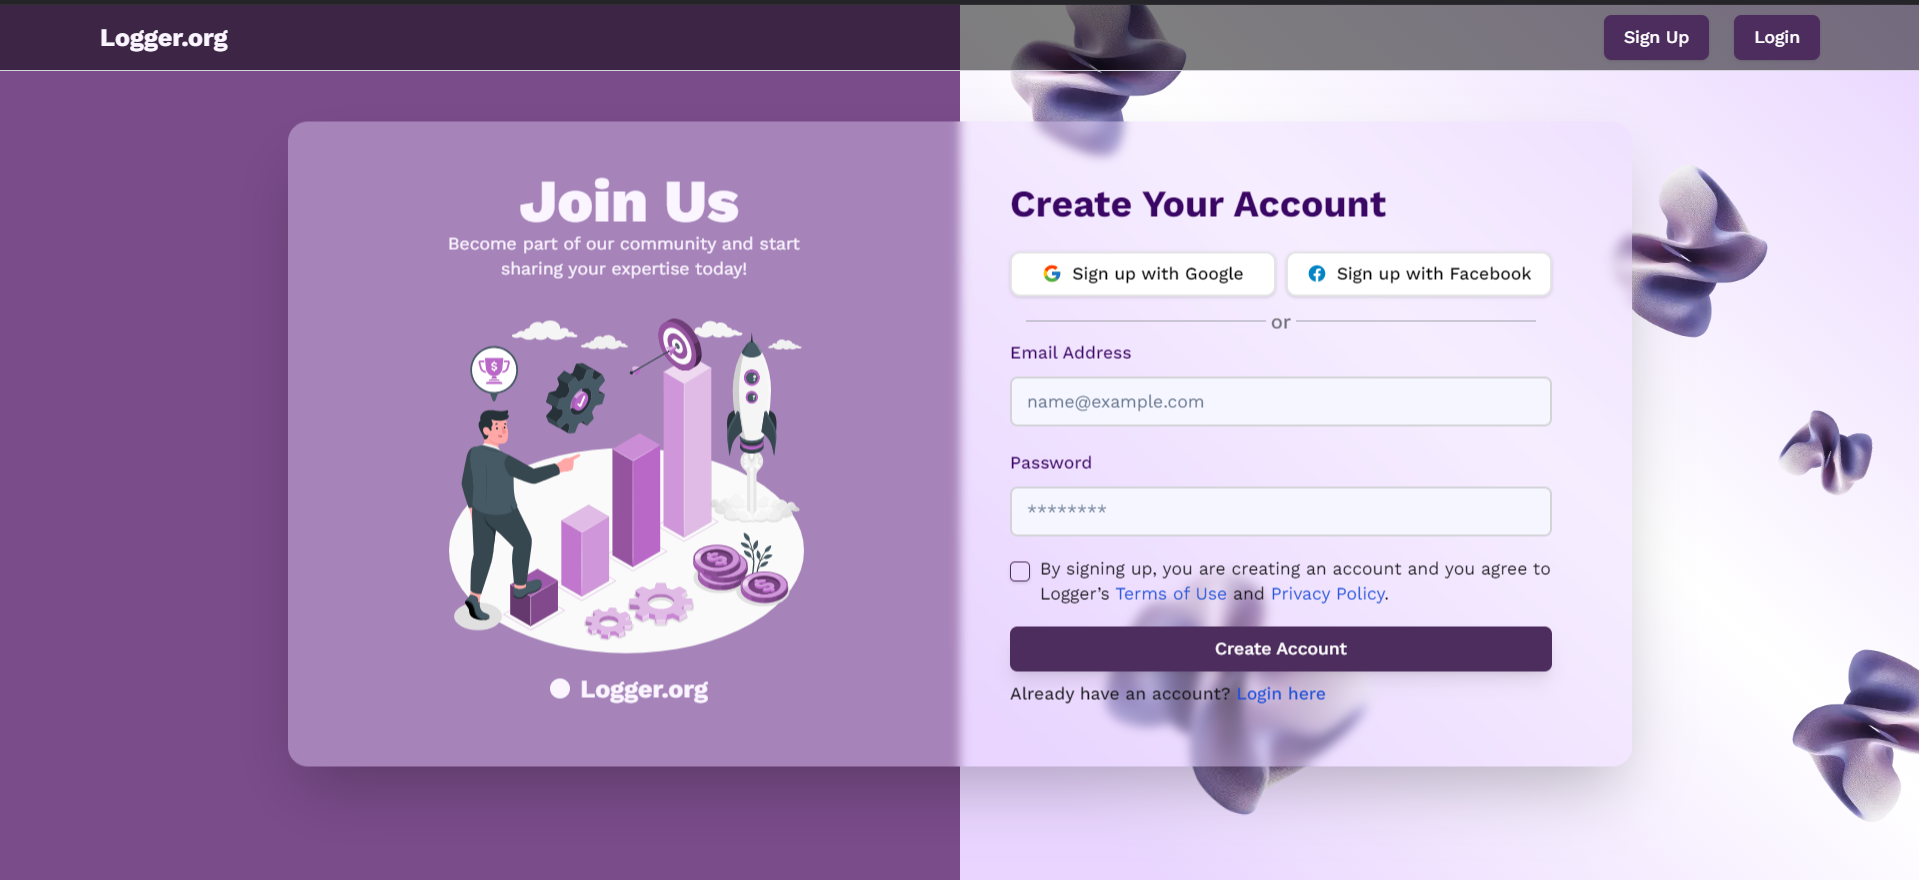 Logger.org
Sign Up
Login
Join Us
Become part of our community and start
sharing your expertise today!
$
$
$
Logger.org
Create Your Account
Sign up with Google
Sign up with Facebook
or
Email Address
name@example.com
Password
********
By signing up, you are creating an account and you agree to
Logger’s Terms of Use and Privacy Policy.
Create Account
Already have an account? Login here